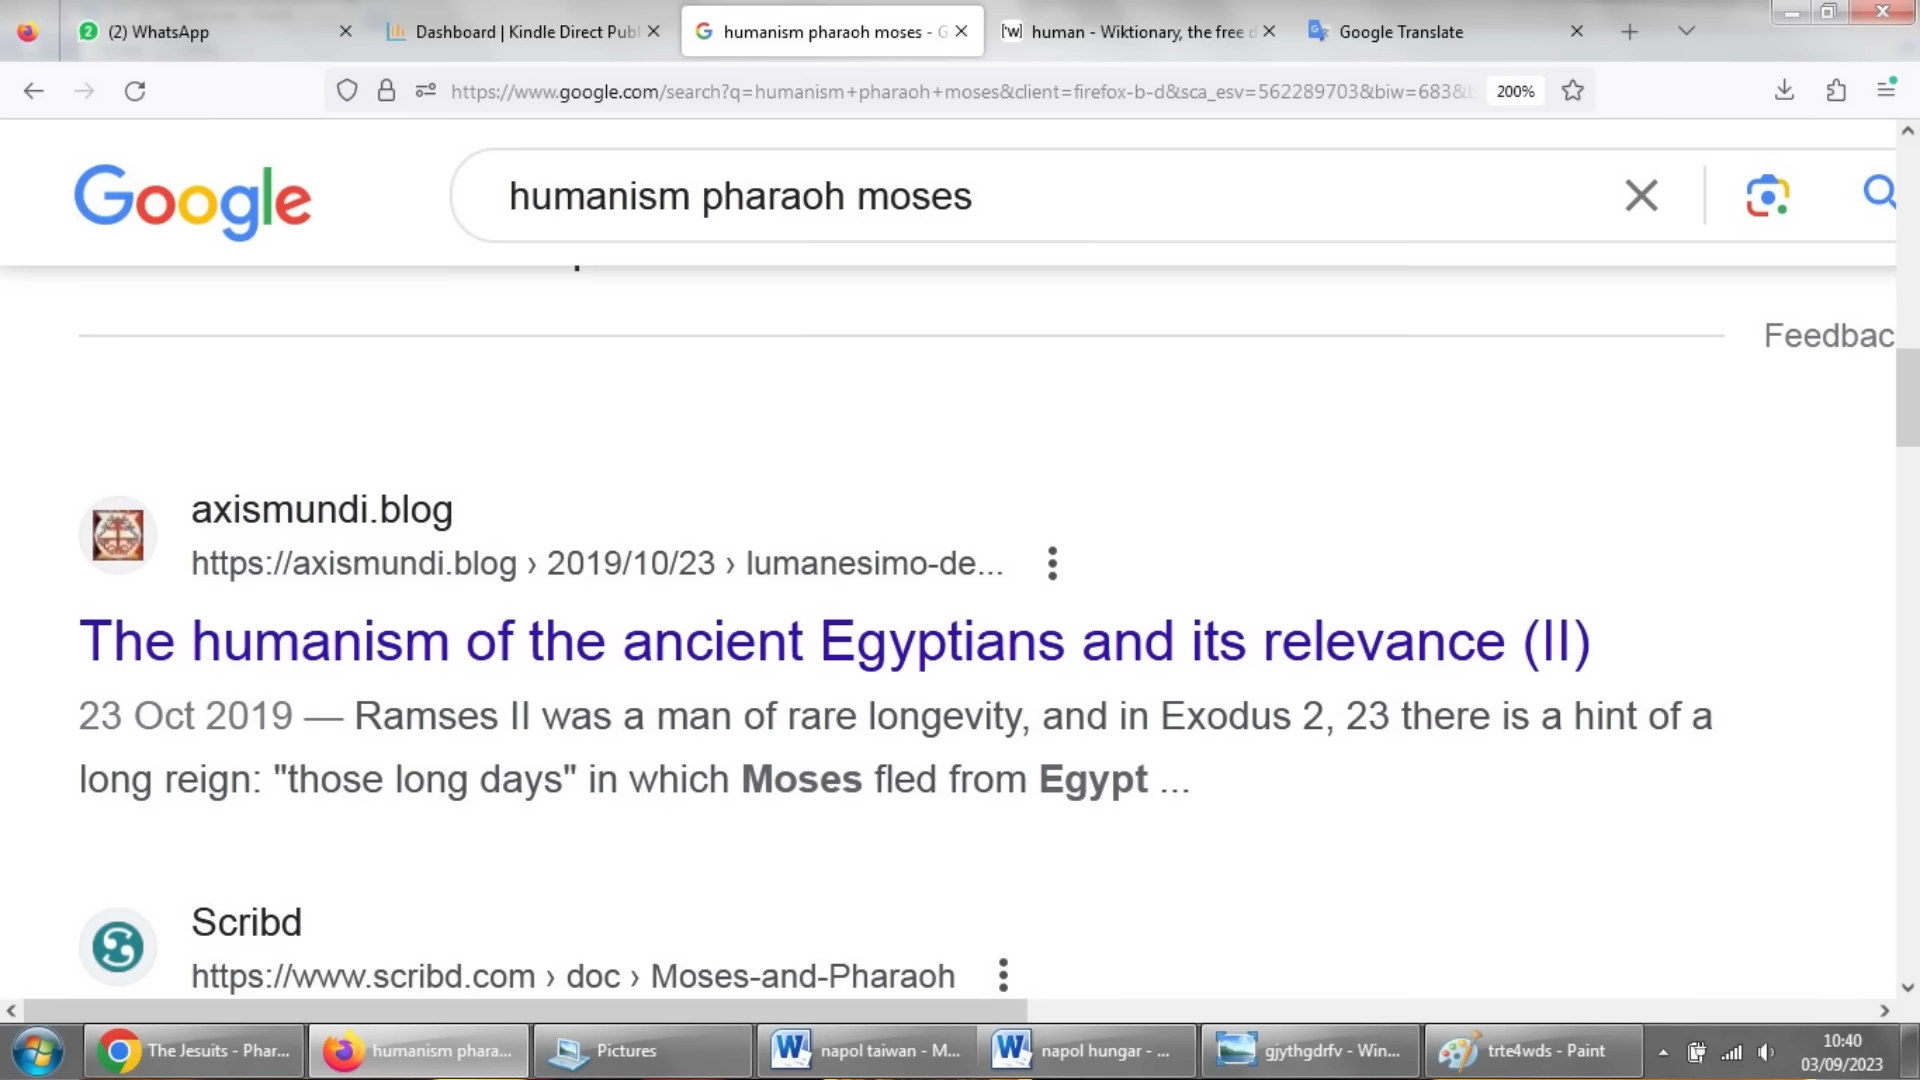 (2) WhatsApp
Dashboard | Kindle Direct Publ
humanism pharaoh moses - G
human - Wiktionary, the free d
Google Translate
https://www.google.com/search?q=humanism+pharaoh+moses&client=firefox-b-d&sca_esv=562289703&biw=683&
200%
Google
humanism pharaoh moses
Feedbac
axismundi.blog
https://axismundi.blog › 2019/10/23 › lumanesimo-de...
The humanism of the ancient Egyptians and its relevance (II)
23 Oct 2019 — Ramses II was a man of rare longevity, and in Exodus 2, 23 there is a hint of a
long reign: "those long days" in which Moses fled from Egypt ...
Scribd
https://www.scribd.com › doc › Moses-and-Pharaoh
The Jesuits - Phar...
humanism phara...
Pictures
napol taiwan - M...
napol hungar - ...
gjythgdrfv - Win...
trte4wds - Paint
10:40
03/09/2023